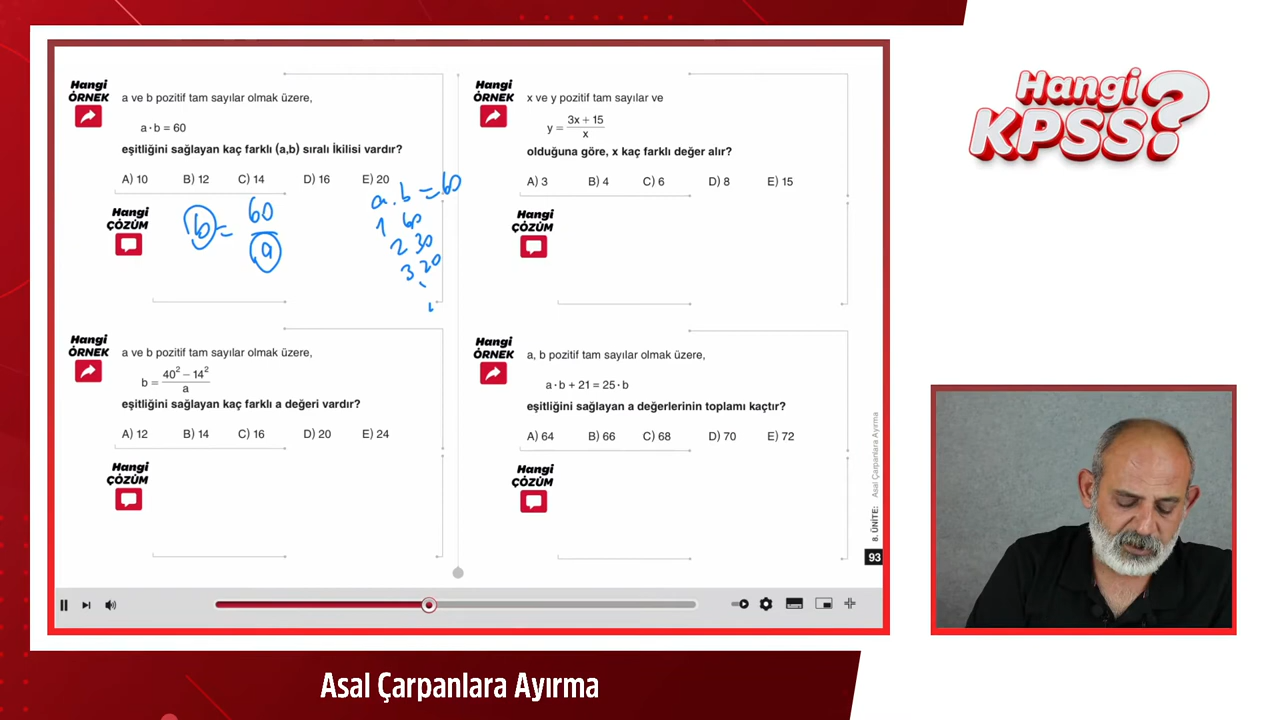 Hangi
ÖRNEK
a ve b pozitif tam sayılar olmak üzere,
a · b = 60
eşitliğini sağlayan kaç farklı (a,b) sıralı İkilisi vardır?
A) 10 B) 12 C) 14 D) 16 E) 20
Hangi
ÇÖZÜM
b = 60/a
a . b = 60
1 60
2 30
3 20
Hangi
ÖRNEK
a ve b pozitif tam sayılar olmak üzere,
b = (40² – 14²)/a
eşitliğini sağlayan kaç farklı a değeri vardır?
A) 12 B) 14 C) 16 D) 20 E) 24
Hangi
ÇÖZÜM
Hangi
ÖRNEK
x ve y pozitif tam sayılar ve
y = (3x + 15)/x
olduğuna göre, x kaç farklı değer alır?
A) 3 B) 4 C) 6 D) 8 E) 15
Hangi
ÇÖZÜM
Hangi
ÖRNEK
a, b pozitif tam sayılar olmak üzere,
a · b + 21 = 25 · b
eşitliğini sağlayan a değerlerinin toplamı kaçtır?
A) 64 B) 66 C) 68 D) 70 E) 72
Hangi
ÇÖZÜM
8. ÜNİTE: Asal Çarpanlara Ayırma
93
Hangi
KPSS?
Asal Çarpanlara Ayırma